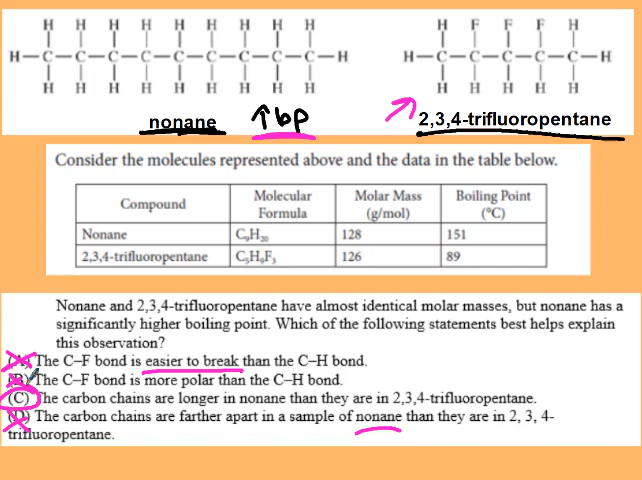 H H H H H H H H H
H–C–C–C–C–C–C–C–C–C–H
H H H H H H H H H
H F F F H
H–C–C–C–C–C–H
H H H H H
nonane ↑bp
2,3,4-trifluoropentane
Consider the molecules represented above and the data in the table below.
Compound Molecular Formula Molar Mass (g/mol) Boiling Point (°C)
Nonane C₉H₂₀ 128 151
2,3,4-trifluoropentane C₅H₉F₃ 126 89
Nonane and 2,3,4-trifluoropentane have almost identical molar masses, but nonane has a
significantly higher boiling point. Which of the following statements best helps explain
this observation?
(A) The C–F bond is easier to break than the C–H bond.
(B) The C–F bond is more polar than the C–H bond.
(C) The carbon chains are longer in nonane than they are in 2,3,4-trifluoropentane.
(D) The carbon chains are farther apart in a sample of nonane than they are in 2, 3, 4-
trifluoropentane.